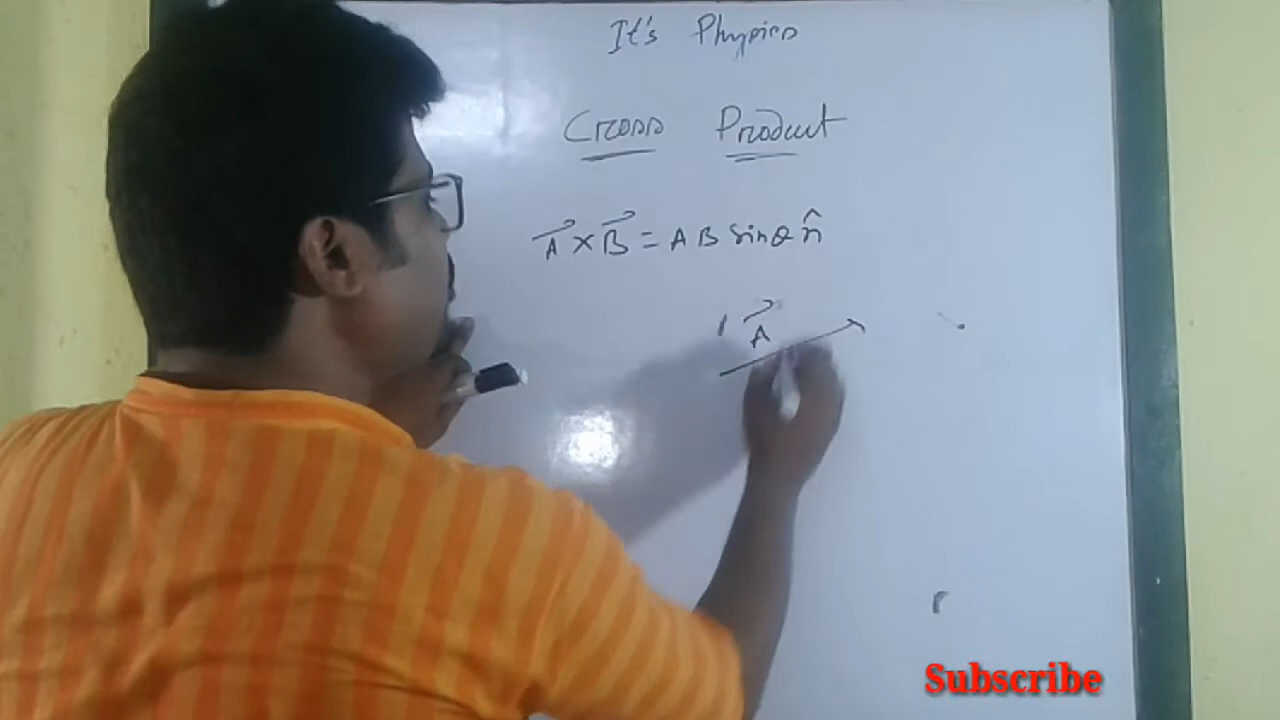 It's Physics
Cross Product
A⃗ × B⃗ = A B sinθ n̂
A⃗
Subscribe